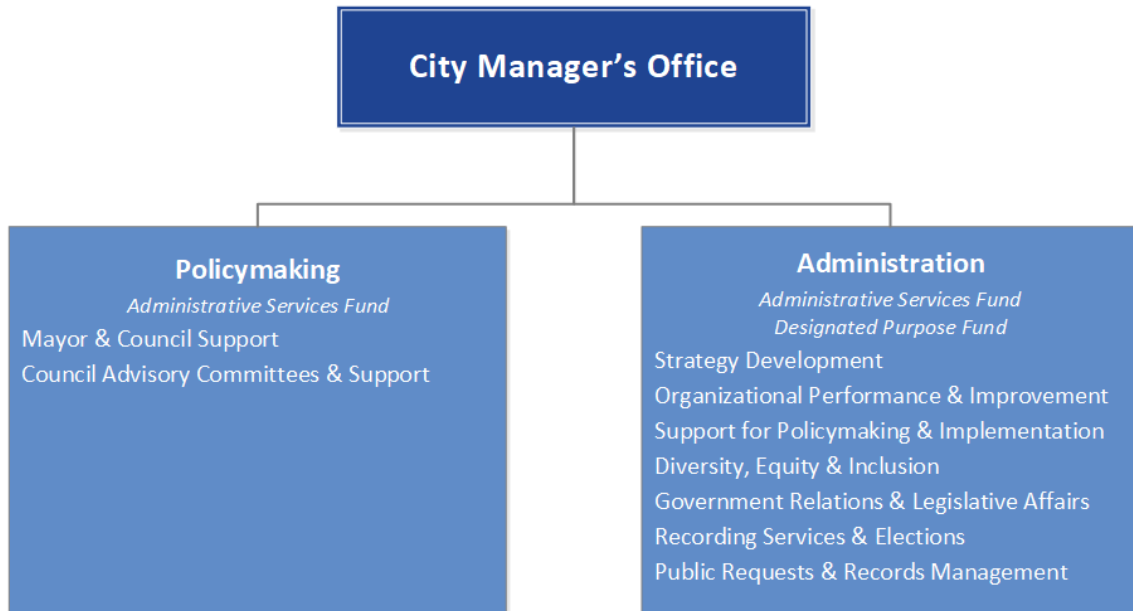 City Manager’s Office
Policymaking
Administrative Services Fund
Mayor & Council Support
Council Advisory Committees & Support
Administration
Administrative Services Fund
Designated Purpose Fund
Strategy Development
Organizational Performance & Improvement
Support for Policymaking & Implementation
Diversity, Equity & Inclusion
Government Relations & Legislative Affairs
Recording Services & Elections
Public Requests & Records Management